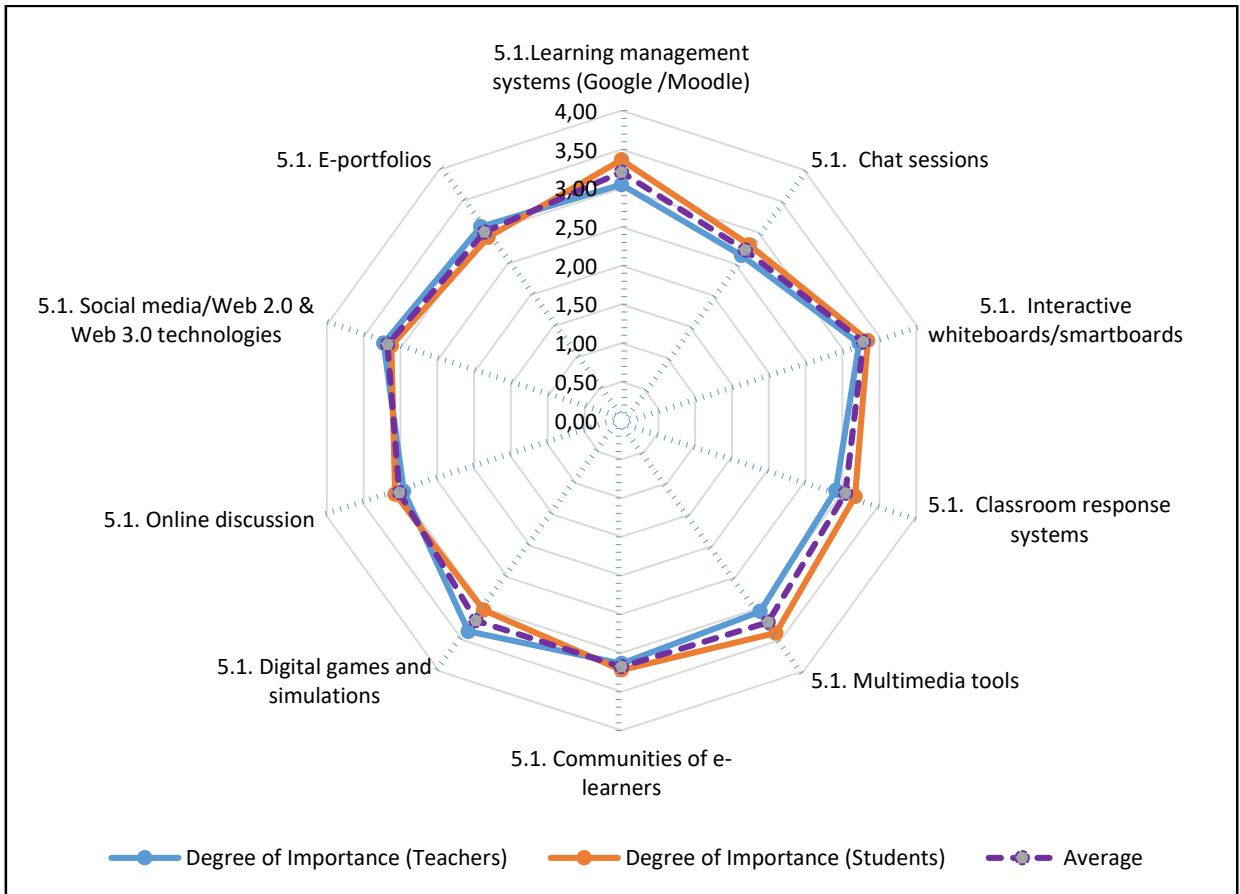 5.1.Learning management
systems (Google /Moodle)
4,00
3,50
3,00
2,50
2,00
1,50
1,00
0,50
0,00
5.1. Chat sessions
5.1. Interactive
whiteboards/smartboards
5.1. Classroom response
systems
5.1. Multimedia tools
5.1. Communities of e-
learners
5.1. Digital games and
simulations
5.1. Online discussion
5.1. Social media/Web 2.0 &
Web 3.0 technologies
5.1. E-portfolios
Degree of Importance (Teachers)
Degree of Importance (Students)
Average